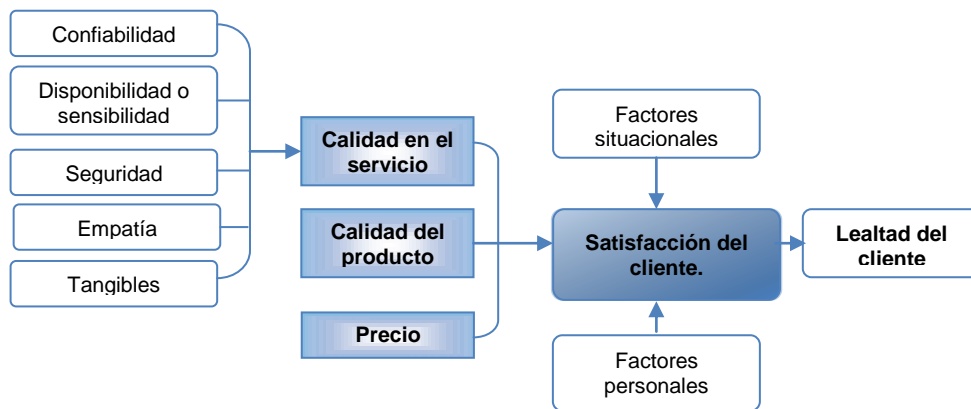 Confiabilidad
Disponibilidad o
sensibilidad
Seguridad
Empatía
Tangibles
Calidad en el
servicio
Calidad del
producto
Precio
Factores
situacionales
Satisfacción del
cliente.
Factores
personales
Lealtad del
cliente